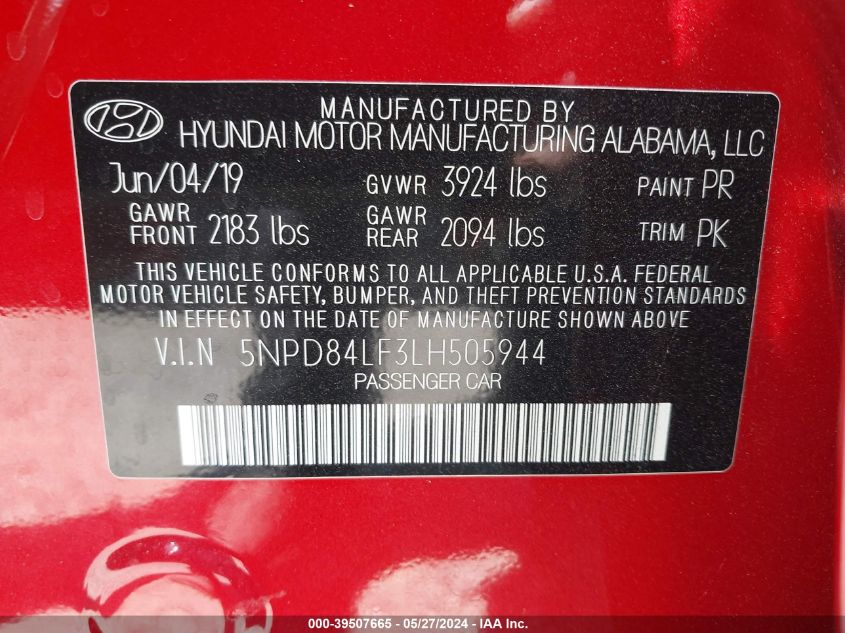 MANUFACTURED BY
HYUNDAI MOTOR MANUFACTURING ALABAMA, LLC
Jun/04/19 GVWR 3924 lbs PAINT PR
GAWR FRONT 2183 lbs GAWR REAR 2094 lbs TRIM PK
THIS VEHICLE CONFORMS TO ALL APPLICABLE U.S.A. FEDERAL
MOTOR VEHICLE SAFETY, BUMPER, AND THEFT PREVENTION STANDARDS
IN EFFECT ON THE DATE OF MANUFACTURE SHOWN ABOVE
V.I.N 5NPD84LF3LH505944
PASSENGER CAR
000-39507665 - 05/27/2024 - IAA Inc.